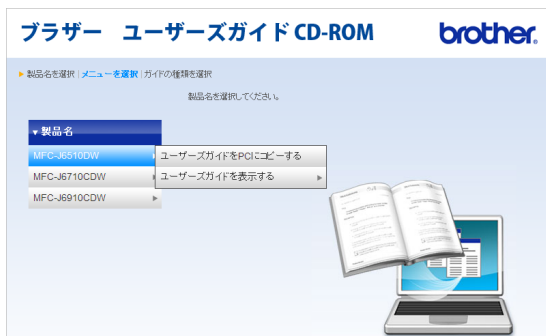 ブラザー ユーザーズガイド CD-ROM
brother.
製品名を選択 | メニューを選択 | ガイドの種類を選択
製品名を選択してください。
▼製品名
MFC-J6510DW
ユーザーズガイドをPCにコピーする
MFC-J6710CDW
ユーザーズガイドを表示する
MFC-J6910CDW